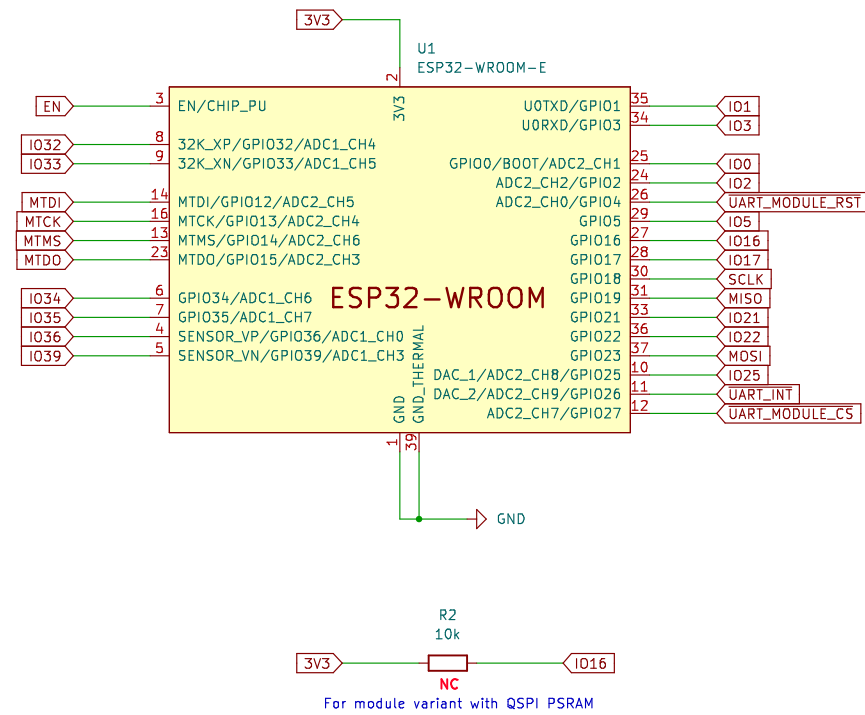 3V3
U1
ESP32-WROOM-E
2
3V3
EN 3 EN/CHIP_PU
IO32 8 32K_XP/GPIO32/ADC1_CH4
IO33 9 32K_XN/GPIO33/ADC1_CH5
MTDI 14 MTDI/GPIO12/ADC2_CH5
MTCK 16 MTCK/GPIO13/ADC2_CH4
MTMS 13 MTMS/GPIO14/ADC2_CH6
MTDO 23 MTDO/GPIO15/ADC2_CH3
IO34 6 GPIO34/ADC1_CH6
IO35 7 GPIO35/ADC1_CH7
IO36 4 SENSOR_VP/GPIO36/ADC1_CH0
IO39 5 SENSOR_VN/GPIO39/ADC1_CH3
ESP32-WROOM
U0TXD/GPIO1 35 IO1
U0RXD/GPIO3 34 IO3
GPIO0/BOOT/ADC2_CH1 25 IO0
ADC2_CH2/GPIO2 24 IO2
ADC2_CH0/GPIO4 26 UART_MODULE_RST
GPIO5 29 IO5
GPIO16 27 IO16
GPIO17 28 IO17
GPIO18 30 SCLK
GPIO19 31 MISO
GPIO21 33 IO21
GPIO22 36 IO22
GPIO23 37 MOSI
DAC_1/ADC2_CH8/GPIO25 10 IO25
DAC_2/ADC2_CH9/GPIO26 11 UART_INT
ADC2_CH7/GPIO27 12 UART_MODULE_CS
GND
GND_THERMAL
1
39
GND
R2
10k
3V3 IO16
NC
For module variant with QSPI PSRAM